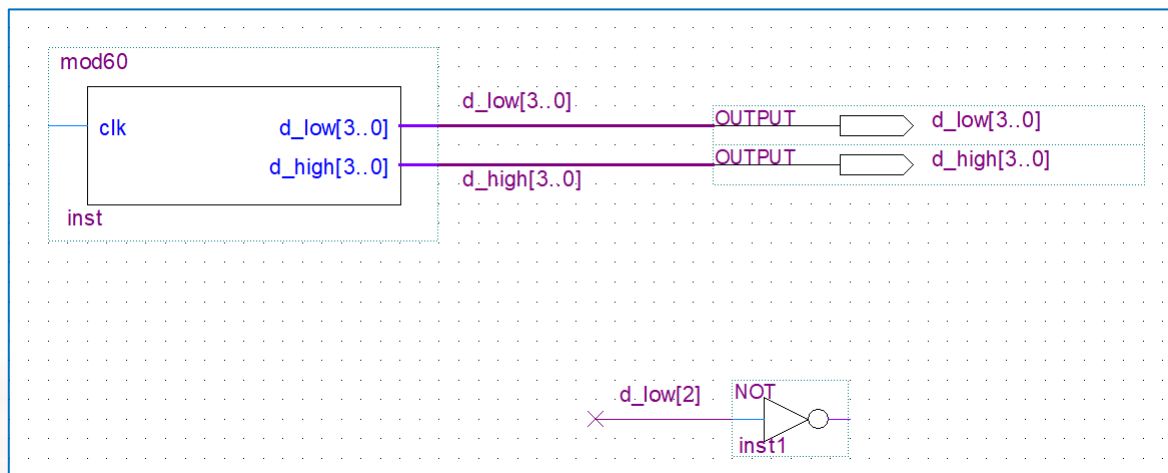 mod60
clk
d_low[3..0]
d_high[3..0]
inst
d_low[3..0]
d_high[3..0]
OUTPUT
d_low[3..0]
OUTPUT
d_high[3..0]
d_low[2]
NOT
inst1